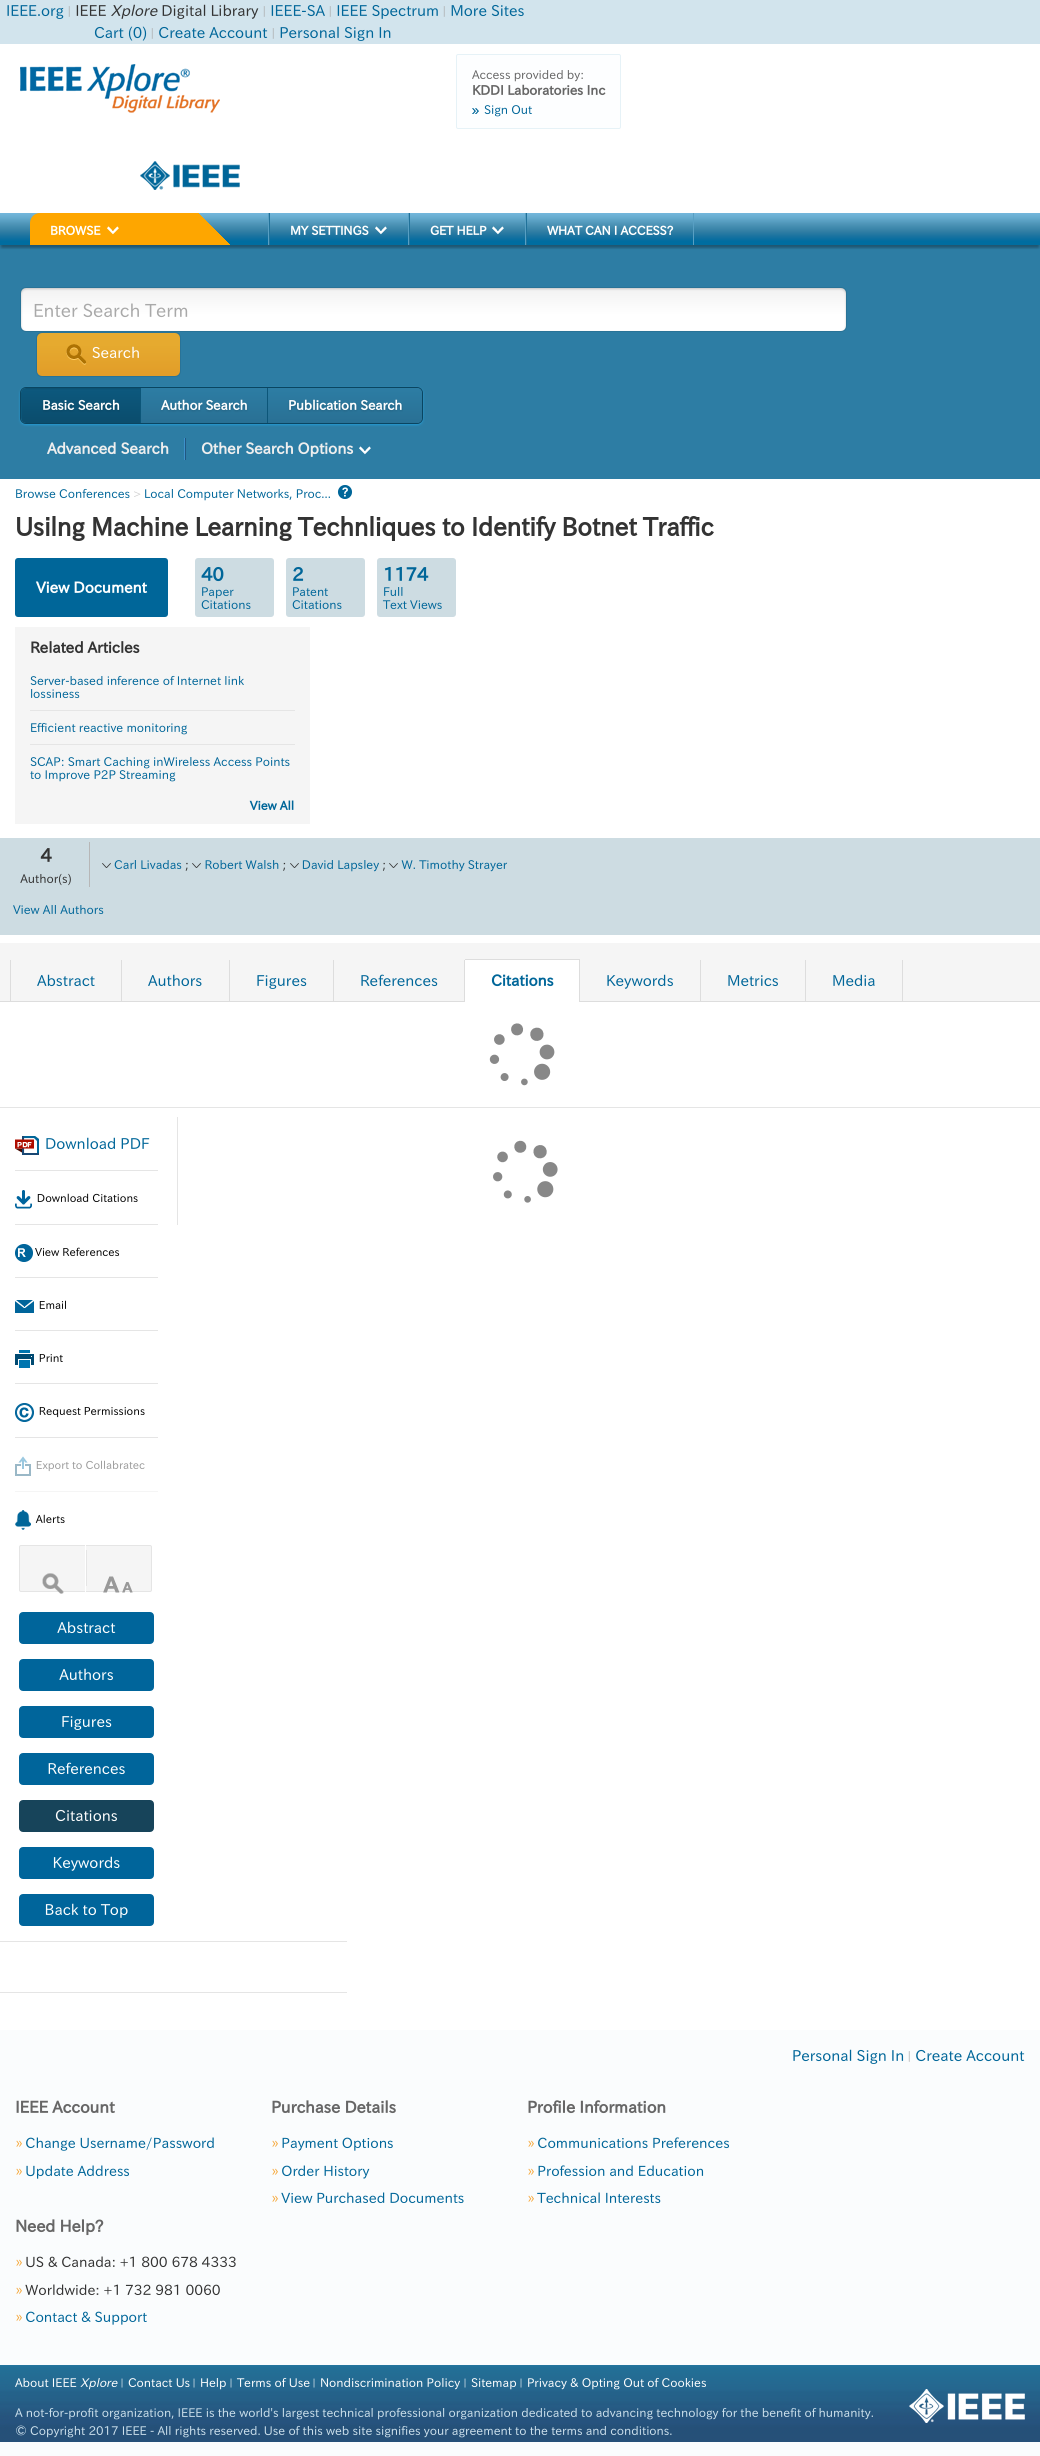 IEEE.org | IEEE Xplore Digital Library | IEEE-SA | IEEE Spectrum | More Sites
Cart (0) | Create Account | Personal Sign In
IEEE Xplore®
Digital Library
Access provided by:
KDDI Laboratories Inc
» Sign Out
IEEE
BROWSE MY SETTINGS GET HELP WHAT CAN I ACCESS?
Enter Search Term
Search
Basic Search Author Search Publication Search
Advanced Search Other Search Options
Browse Conferences > Local Computer Networks, Proc... ?
Usilng Machine Learning Technliques to Identify Botnet Traffic
View Document
40
Paper
Citations
2
Patent
Citations
1174
Full
Text Views
Related Articles
Server-based inference of Internet link
lossiness
Efficient reactive monitoring
SCAP: Smart Caching inWireless Access Points
to Improve P2P Streaming
View All
4
Author(s)
Carl Livadas ; Robert Walsh ; David Lapsley ; W. Timothy Strayer
View All Authors
Abstract Authors Figures References Citations Keywords Metrics Media
PDF Download PDF
Download Citations
R View References
Email
Print
© Request Permissions
Export to Collabratec
Alerts
A A
Abstract
Authors
Figures
References
Citations
Keywords
Back to Top
Personal Sign In | Create Account
IEEE Account
» Change Username/Password
» Update Address
Purchase Details
» Payment Options
» Order History
» View Purchased Documents
Profile Information
» Communications Preferences
» Profession and Education
» Technical Interests
Need Help?
» US & Canada: +1 800 678 4333
» Worldwide: +1 732 981 0060
» Contact & Support
About IEEE Xplore | Contact Us | Help | Terms of Use | Nondiscrimination Policy | Sitemap | Privacy & Opting Out of Cookies
A not-for-profit organization, IEEE is the world's largest technical professional organization dedicated to advancing technology for the benefit of humanity.
© Copyright 2017 IEEE - All rights reserved. Use of this web site signifies your agreement to the terms and conditions.
IEEE